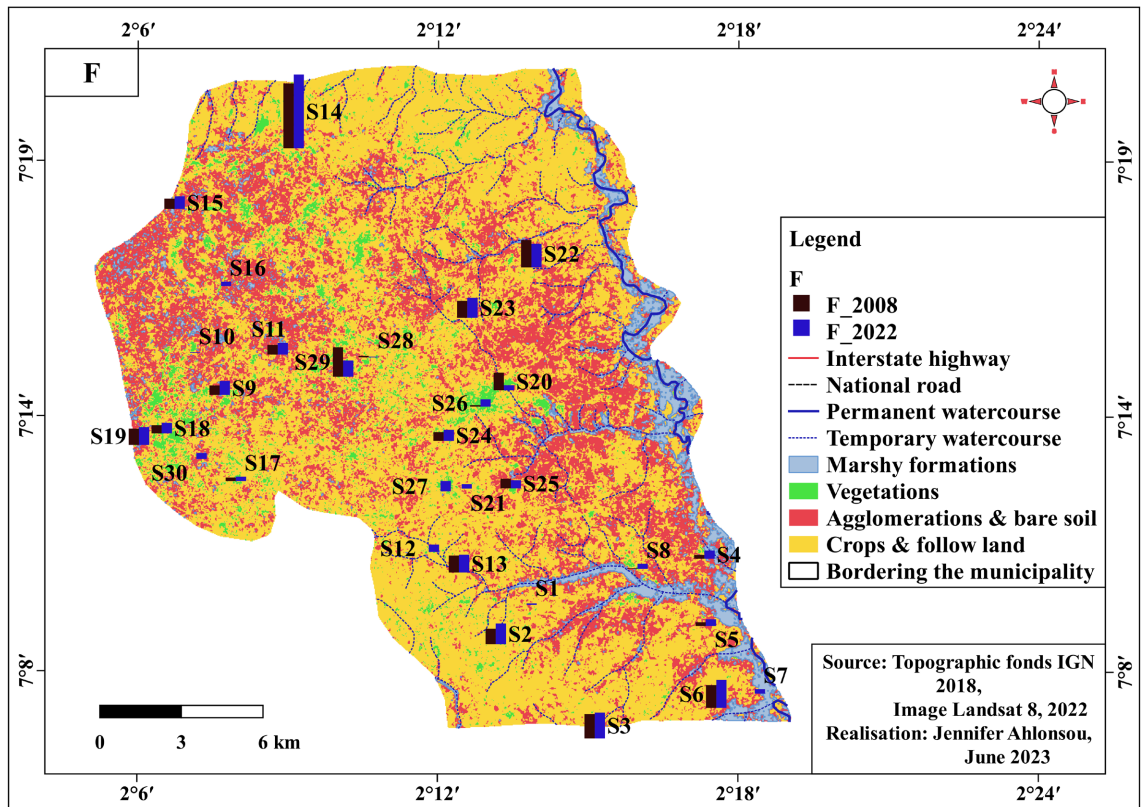 2°6′ 2°12′ 2°18′ 2°24′
F
S14
7°19′ 7°19′
S15
S22
S16
S23
S10 S11
S28
S29
S9
S20
S26
7°14′ 7°14′
S19 S18
S24
S30 S17
S27
S21
S25
S12
S13
S8
S4
S1
S2
S5
S7
S6
7°8′ 7°8′
S3
Legend
F
F_2008
F_2022
Interstate highway
National road
Permanent watercourse
Temporary watercourse
Marshy formations
Vegetations
Agglomerations & bare soil
Crops & follow land
Bordering the municipality
Source: Topographic fonds IGN
2018,
Image Landsat 8, 2022
Realisation: Jennifer Ahlonsou,
June 2023
0 3 6 km
2°6′ 2°12′ 2°18′ 2°24′